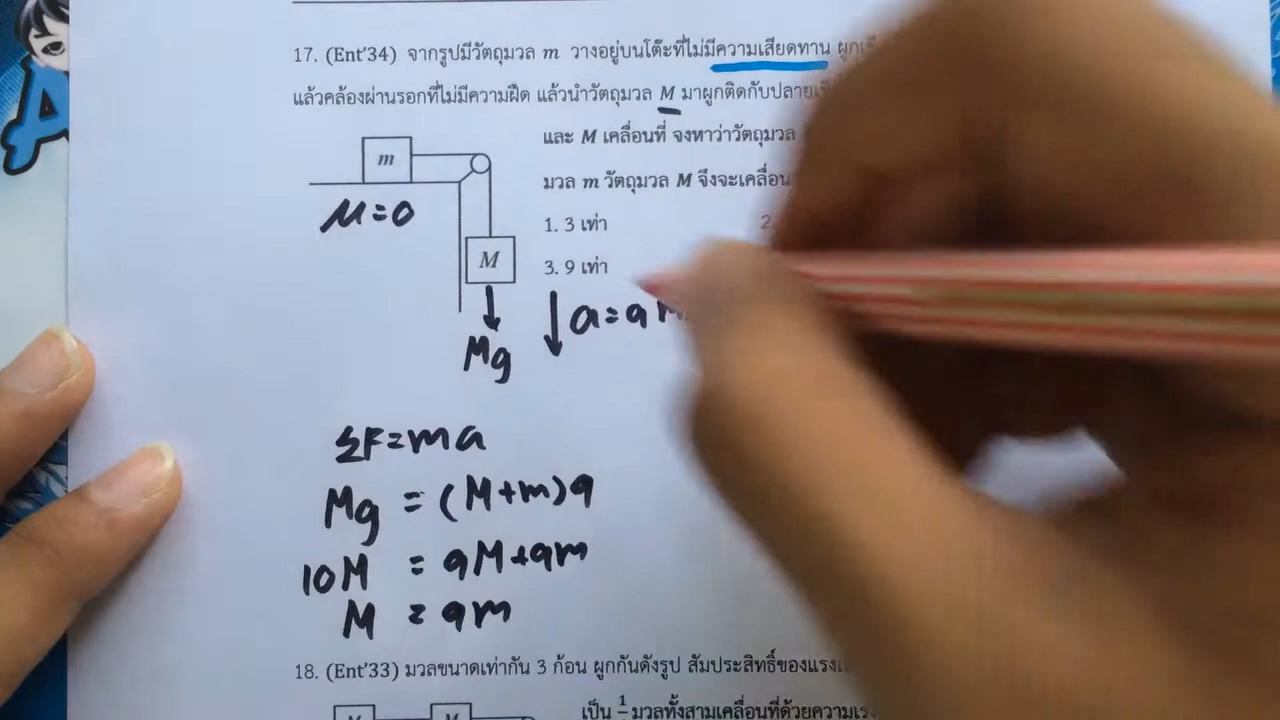 17. (Ent'34) จากรูปมีวัตถุมวล m วางอยู่บนโต๊ะที่ไม่มีความเสียดทาน
แล้วคล้องผ่านรอกที่ไม่มีความฝืด แล้วนำวัตถุมวล M มาผูกติดกับปลาย
และ M เคลื่อนที่ จงหาว่าวัตถุมวล
มวล m วัตถุมวล M จึงจะเคลื่อน
1. 3 เท่า
3. 9 เท่า
m
μ=0
M
Mg
a=9
ΣF=ma
Mg = (M+m)9
10M = 9M+9m
M = 9m
18. (Ent'33) มวลขนาดเท่ากัน 3 ก้อน ผูกกันดังรูป สัมประสิทธิ์ของแรง
เป็น 1/ มวลทั้งสามเคลื่อนที่ด้วยความ